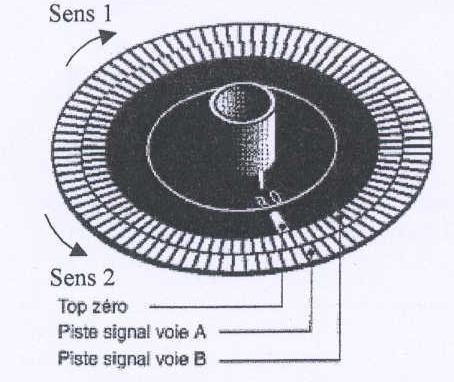 Sens 1
Sens 2
Top zéro
Piste signal voie A
Piste signal voie B